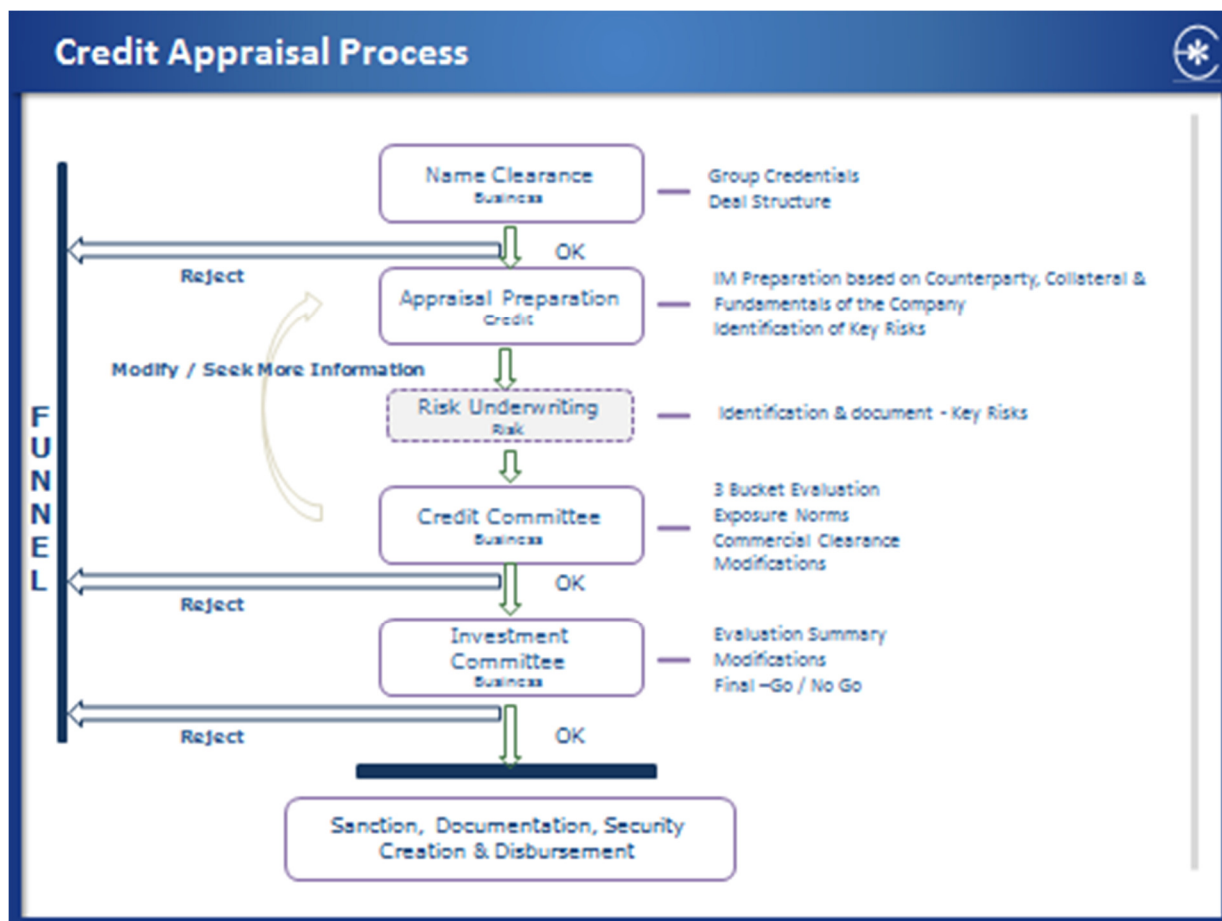 Credit Appraisal Process
Name Clearance
Business
Group Credentials
Deal Structure
OK
Reject
Appraisal Preparation
Credit
IM Preparation based on Counterparty, Collateral &
Fundamentals of the Company
Identification of Key Risks
Modify / Seek More Information
Risk Underwriting
Risk
Identification & document - Key Risks
FUNNEL
Credit Committee
Business
3 Bucket Evaluation
Exposure Norms
Commercial Clearance
Modifications
OK
Reject
Investment
Committee
Business
Evaluation Summary
Modifications
Final –Go / No Go
Reject
OK
Sanction, Documentation, Security
Creation & Disbursement